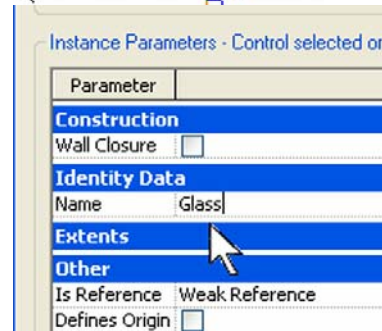 Instance Parameters - Control selected or
Parameter
Construction
Wall Closure
Identity Data
Name Glass
Extents
Other
Is Reference Weak Reference
Defines Origin